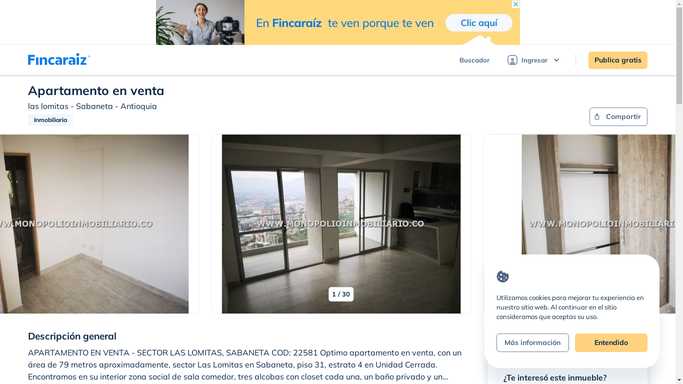 En Fincaraíz te ven porque te ven
Clic aquí
Fincaraíz
Buscador
Ingresar
Publica gratis
Apartamento en venta
las lomitas - Sabaneta - Antioquia
Inmobiliaria
Compartir
WWW.MONOPOLIOINMOBILIARIO.CO
WWW.MONOPOLIOINMOBILIARIO.CO
WWW.MONOPOLIOINMOBILIARIO.CO
1 / 30
Utilizamos cookies para mejorar tu experiencia en
nuestro sitio web. Al continuar en el sitio
consideramos que aceptas su uso.
Más información
Entendido
Descripción general
APARTAMENTO EN VENTA - SECTOR LAS LOMITAS, SABANETA COD: 22581 Optimo apartamento en venta, con un
área de 79 metros aproximadamente, sector Las Lomitas en Sabaneta, piso 31, estrato 4 en Unidad Cerrada.
Encontramos en su interior zona social de sala comedor, tres alcobas con closet cada una, un baño privado y un...
¿Te interesó este inmueble?